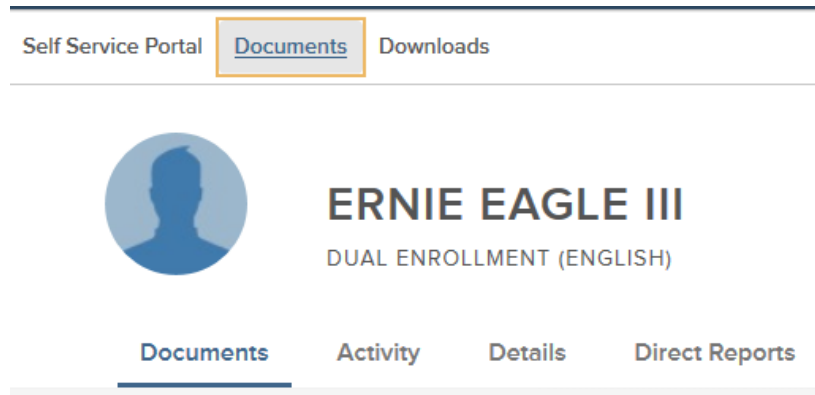 Self Service Portal Documents Downloads
ERNIE EAGLE III
DUAL ENROLLMENT (ENGLISH)
Documents Activity Details Direct Reports